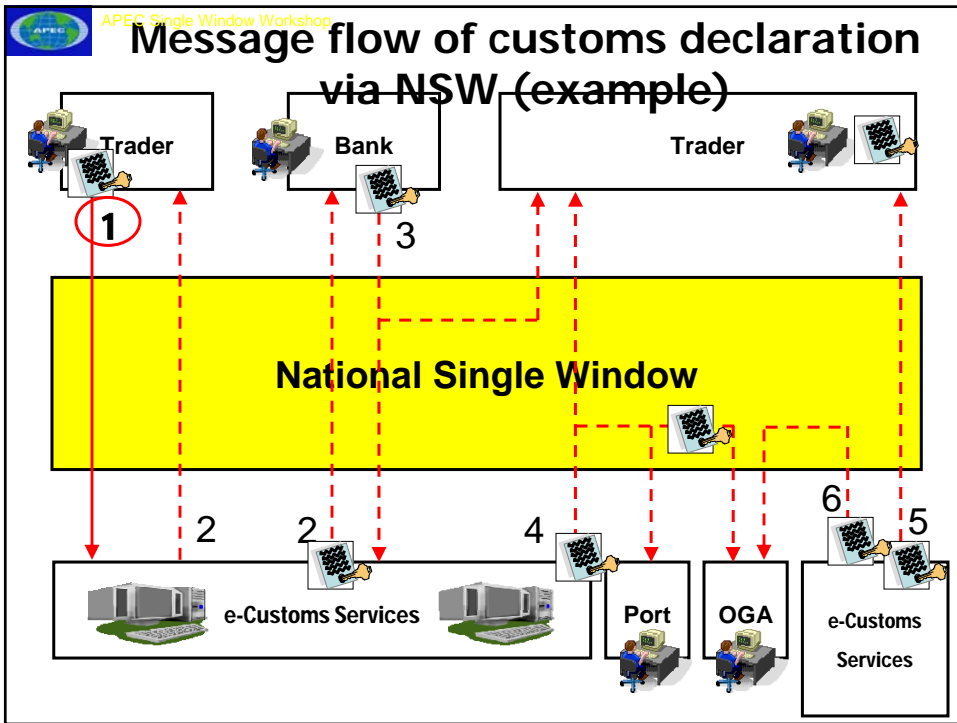 APEC Single Window Workshop
APEC
Message flow of customs declaration
via NSW (example)
Trader
Bank
Trader
1
3
National Single Window
2
2
4
6
5
e-Customs Services
Port
OGA
e-Customs
Services